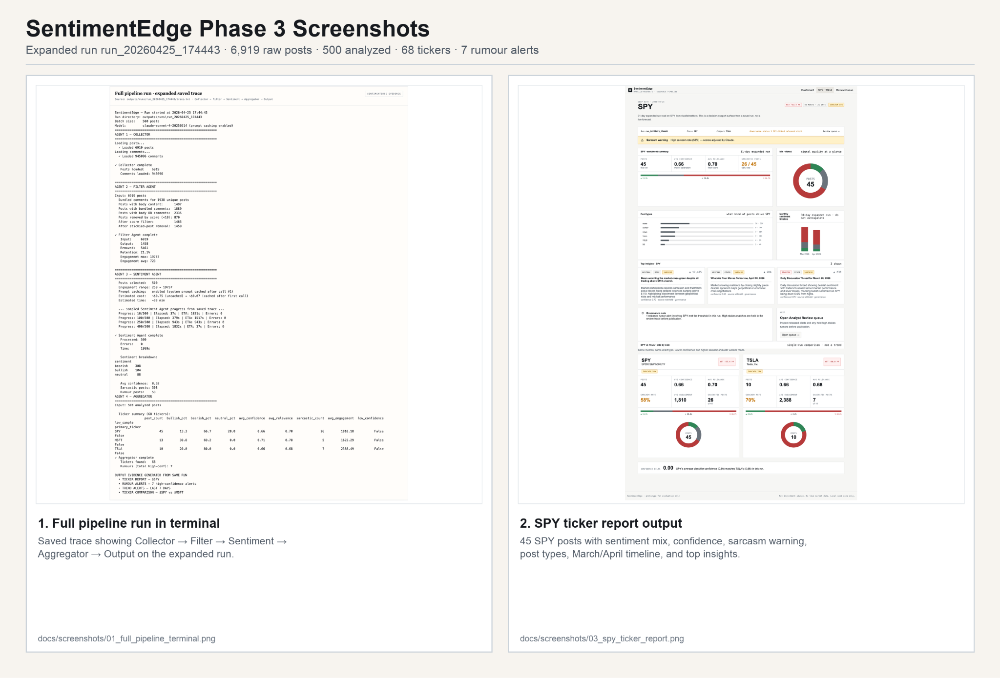 SentimentEdge Phase 3 Screenshots
Expanded run run_20260425_174443 · 6,919 raw posts · 500 analyzed · 68 tickers · 7 rumour alerts
Full pipeline run · expanded saved trace
SENTIMENTEDGE EVIDENCE
Source: outputs/runs/run_20260425_174443/trace.txt · Collector → Filter → Sentiment → Aggregator → Output
SentimentEdge — Run started at 2026-04-25 17:44:43
Run directory: outputs\runs\run_20260425_174443
Batch size: 500 posts
Model: claude-sonnet-4-20250514 (prompt caching enabled)
=======================================================
AGENT 1 — COLLECTOR
=======================================================
Loading posts...
✓ Loaded 6919 posts
Loading comments...
✓ Loaded 945096 comments
✓ Collector complete
Posts loaded: 6919
Comments loaded: 945096
=======================================================
AGENT 2 — FILTER AGENT
=======================================================
Input: 6919 posts
Bundled comments for 1938 unique posts
Posts with body content: 1497
Posts with bundled comments: 1889
Posts with body OR comments: 2335
Posts removed by score (<10): 870
After score filter: 1465
After stickied-post removal: 1458
✓ Filter Agent complete
Input: 6919
Output: 1458
Removed: 5461
Retention: 21.1%
Engagement max: 19757
Engagement avg: 723
=======================================================
AGENT 3 — SENTIMENT AGENT
=======================================================
Posts selected: 500
Engagement range: 259 → 19757
Prompt caching: enabled (system prompt cached after call #1)
Estimated cost: ~$0.75 (uncached) → ~$0.07 (cached after first call)
Estimated time: ~33 min
... sampled Sentiment Agent progress from saved trace ...
Progress: 10/500 | Elapsed: 37s | ETA: 1821s | Errors: 0
Progress: 100/500 | Elapsed: 379s | ETA: 1517s | Errors: 0
Progress: 250/500 | Elapsed: 943s | ETA: 943s | Errors: 0
Progress: 490/500 | Elapsed: 1832s | ETA: 37s | Errors: 0
✓ Sentiment Agent complete
Processed: 500
Errors: 0
Time: 1869s
Sentiment breakdown:
sentiment
bearish 308
bullish 104
neutral 88
Avg confidence: 0.62
Sarcastic posts: 308
Rumour posts: 53
AGENT 4 — AGGREGATOR
=======================================================
Input: 500 analyzed posts
Ticker summary (68 tickers):
post_count bullish_pct bearish_pct neutral_pct avg_confidence avg_relevance sarcastic_count avg_engagement low_confidence
low_sample
primary_ticker
SPY 45 13.3 66.7 20.0 0.66 0.70 26 1810.18 False
False
MSFT 13 30.8 69.2 0.0 0.71 0.78 5 1622.29 False
False
TSLA 10 20.0 80.0 0.0 0.66 0.68 7 2388.49 False
False
✓ Aggregator complete
Tickers found: 68
Rumours (total high-conf): 7
OUTPUT EVIDENCE GENERATED FROM SAME RUN
• TICKER REPORT — $SPY
• RUMOUR ALERTS — 7 high-confidence alerts
• TREND ALERTS — LAST 7 DAYS
• TICKER COMPARISON — $SPY vs $MSFT
1. Full pipeline run in terminal
Saved trace showing Collector → Filter → Sentiment →
Aggregator → Output on the expanded run.
docs/screenshots/01_full_pipeline_terminal.png
SentimentEdge
Dashboard SPY · TSLA Review Queue
SPY
45 POSTS · 31 DAYS SARCASM 58%
31-day expanded run read on SPY from r/wallstreetbets. This is a decision-support surface from a saved run, not a
live forecast.
Run run_20260425_174443 Focus SPY Compare TSLA Governance status 1 SPY-linked released alert Review queue →
Sarcasm warning High sarcasm rate (58%) — scores adjusted by Claude.
SPY · sentiment summary 31-day expanded run
POSTS AVG CONFIDENCE AVG RELEVANCE SARCASTIC POSTS
45 0.66 0.70 26 / 45
this run model calibration filter score 58% rate
▲ 13.3% 20.0% ▼ 66.7%
Mix · donut signal quality at a glance
POSTS
45
Post types what kind of posts drive SPY
meme
other
news
loss
YOLO
DD
Monthly sentiment timeline
31-day expanded run · do not extrapolate
Mar 2026 Apr 2026
Top insights · SPY 3 shown
NEUTRAL MEME SARCASM ▲ 17,475
Bears watching the market close green despite oil
trading above $110 a barrel.
Market participants express confusion and frustration
about stocks rising despite oil prices surging above
$110, highlighting disconnect between geopolitical
risks and market performance
confidence 0.70 · source withheld · governance
NEUTRAL OTHER SARCASM ▲ 284
What Are Your Moves Tomorrow, April 08, 2026
Market showing resilience by closing slightly green
despite apparent major geopolitical or economic
crisis negotiations
source withheld · governance
BEARISH OTHER SARCASM
Daily Discussion Thread for March 26, 2026
Daily discussion thread showing bearish sentiment
with traders frustrated about market performance
and silver losses, mocking bullish sentiment on SPY
being down 6.6% from highs.
confidence 0.75 · source withheld · governance
Governance note
1 released rumor alert involving SPY met the threshold in this run. High-stakes matches are held in the
review track before publication.
NEXT
Open Analyst Review queue
Inspect released alerts and any held high-stakes
rumors before publication.
Open queue →
SPY vs TSLA · side by side single-run comparison · not a trend
Same metrics, same chart type. Lower confidence and higher sarcasm indicate weaker reads.
SPY
SPDR S&P 500 ETF
SARCASM 58%
POSTS AVG CONFIDENCE AVG RELEVANCE
45 0.66 0.70
SARCASM RATE AVG ENGAGEMENT SARCASTIC POSTS
58% 1,810 26
of 45
▲ 13.3% 20.0% ▼ 66.7%
POSTS
45
TSLA
Tesla, Inc.
SARCASM 70%
POSTS AVG CONFIDENCE AVG RELEVANCE
10 0.66 0.68
SARCASM RATE AVG ENGAGEMENT SARCASTIC POSTS
70% 2,388 7
of 10
POSTS
10
CONFIDENCE DELTA 0.00 SPY's average classifier confidence (0.66) matches TSLA's (0.66) in this run.
SentimentEdge · prototype for evaluation only
Not investment advice. No live market data. Local seed data only.
2. SPY ticker report output
45 SPY posts with sentiment mix, confidence, sarcasm warning,
post types, March/April timeline, and top insights.
docs/screenshots/03_spy_ticker_report.png